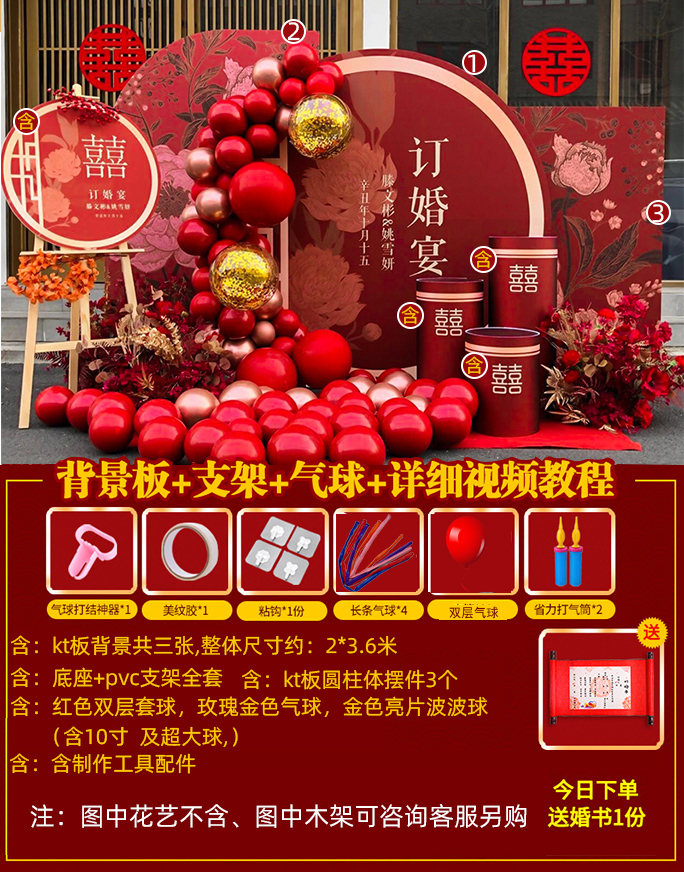 ②
①
③
囍
囍
含
囍
订婚宴
滕文彬&姚雪妍
辛丑年十月十五
订婚宴
滕文彬&姚雪妍
辛丑年十月十五
含
囍
含
囍
含
囍
背景板+支架+气球+详细视频教程
气球打结神器*1
美纹胶*1
粘钩*1份
长条气球*4
双层气球
省力打气筒*2
含：kt板背景共三张,整体尺寸约：2*3.6米
含：底座+pvc支架全套 含：kt板圆柱体摆件3个
含：红色双层套球，玫瑰金色气球，金色亮片波波球
（含10寸 及超大球,）
含：含制作工具配件
送
今日下单
送婚书1份
注：图中花艺不含、图中木架可咨询客服另购